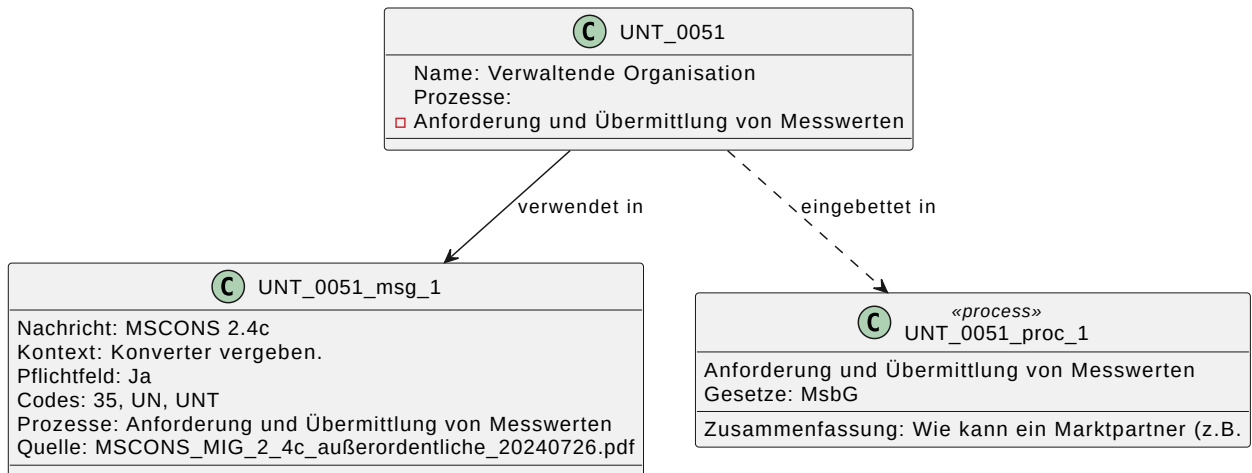 C UNT_0051
Name: Verwaltende Organisation
Prozesse:
Anforderung und Übermittlung von Messwerten
verwendet in
eingebettet in
C UNT_0051_msg_1
Nachricht: MSCONS 2.4c
Kontext: Konverter vergeben.
Pflichtfeld: Ja
Codes: 35, UN, UNT
Prozesse: Anforderung und Übermittlung von Messwerten
Quelle: MSCONS_MIG_2_4c_außerordentliche_20240726.pdf
«process»
C UNT_0051_proc_1
Anforderung und Übermittlung von Messwerten
Gesetze: MsbG
Zusammenfassung: Wie kann ein Marktpartner (z.B.